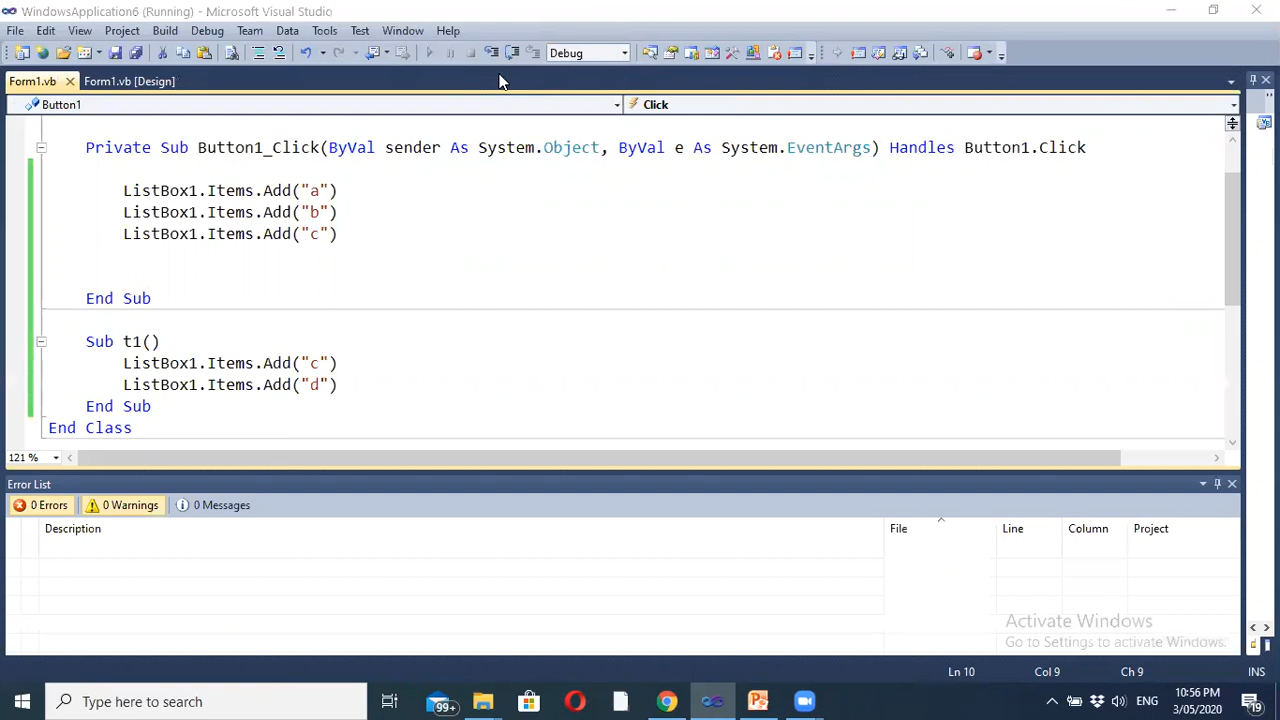 WindowsApplication6 (Running) - Microsoft Visual Studio
File Edit View Project Build Debug Team Data Tools Test Window Help
Debug
Form1.vb Form1.vb [Design]
Button1 Click
Private Sub Button1_Click(ByVal sender As System.Object, ByVal e As System.EventArgs) Handles Button1.Click
ListBox1.Items.Add("a")
ListBox1.Items.Add("b")
ListBox1.Items.Add("c")
End Sub
Sub t1()
ListBox1.Items.Add("c")
ListBox1.Items.Add("d")
End Sub
End Class
121 %
Error List
0 Errors 0 Warnings 0 Messages
Description File Line Column Project
Activate Windows
Go to Settings to activate Windows.
Ln 10 Col 9 Ch 9 INS
Type here to search 99+ ENG 10:56 PM
3/05/2020 19